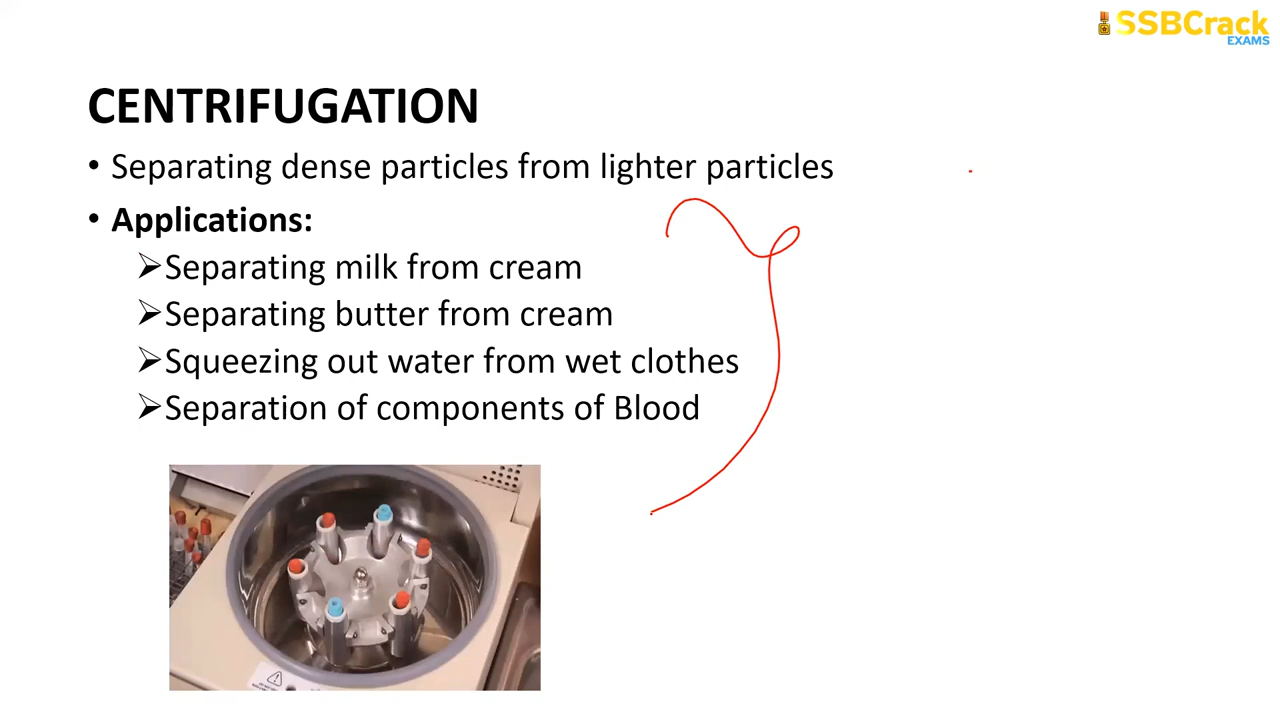 SSBCrack
EXAMS
CENTRIFUGATION
• Separating dense particles from lighter particles
• Applications:
➢Separating milk from cream
➢Separating butter from cream
➢Squeezing out water from wet clothes
➢Separation of components of Blood